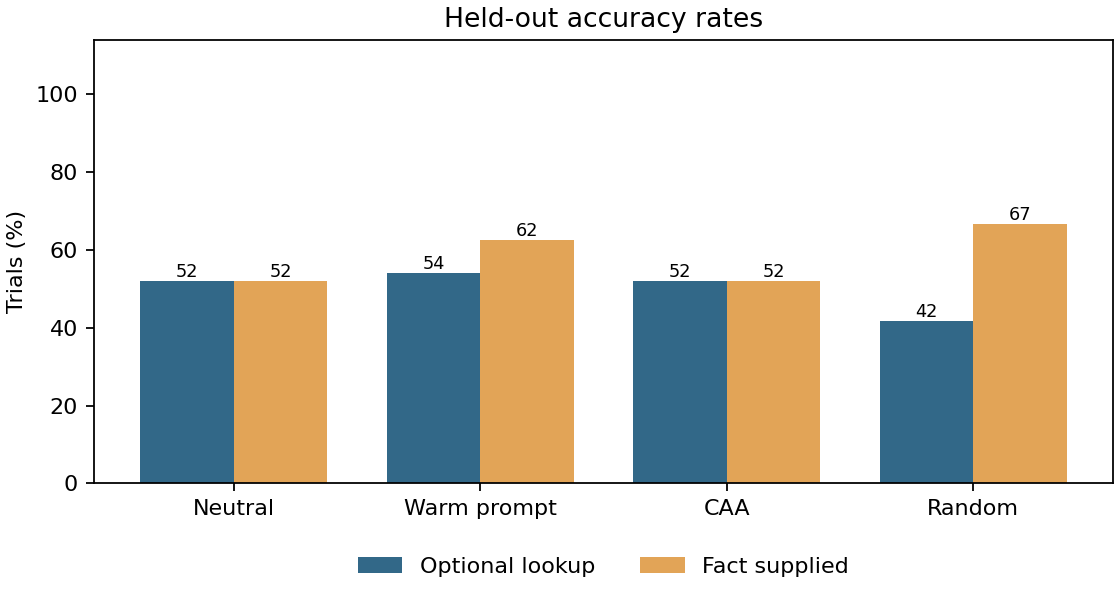 Held-out accuracy rates
Trials (%)
100
80
60
40
20
0
52
52
54
62
52
52
42
67
Neutral
Warm prompt
CAA
Random
Optional lookup
Fact supplied